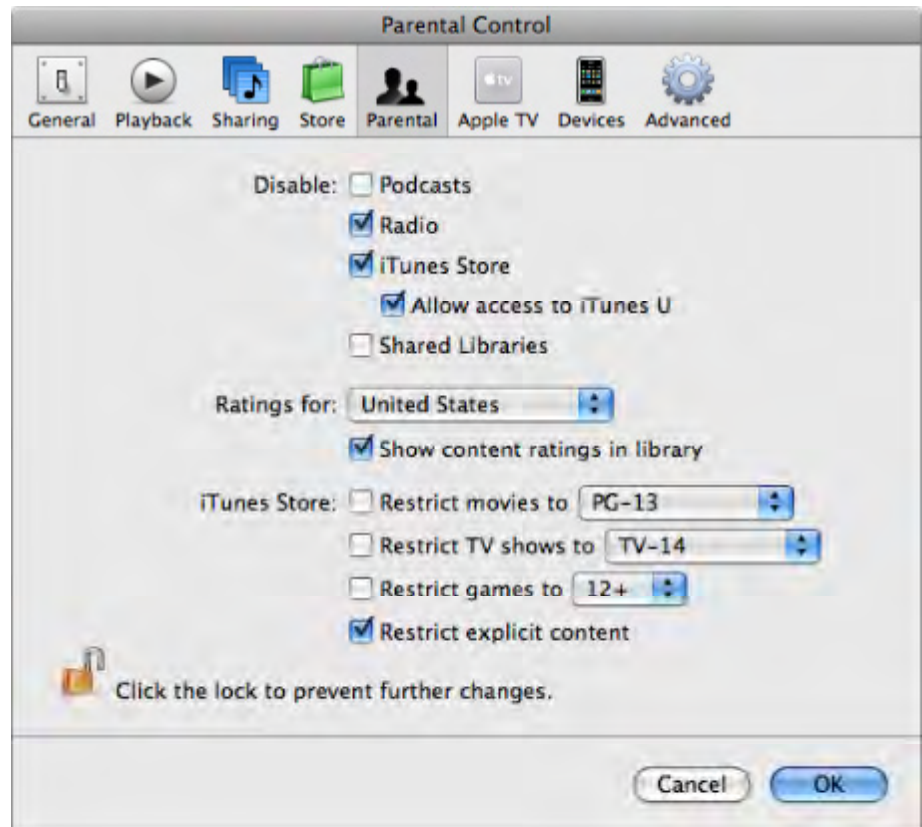 Parental Control
tv
General Playback Sharing Store Parental Apple TV Devices Advanced
Disable: Podcasts
Radio
iTunes Store
Allow access to iTunes U
Shared Libraries
Ratings for: United States
Show content ratings in library
iTunes Store: Restrict movies to PG-13
Restrict TV shows to TV-14
Restrict games to 12+
Restrict explicit content
Click the lock to prevent further changes.
Cancel OK